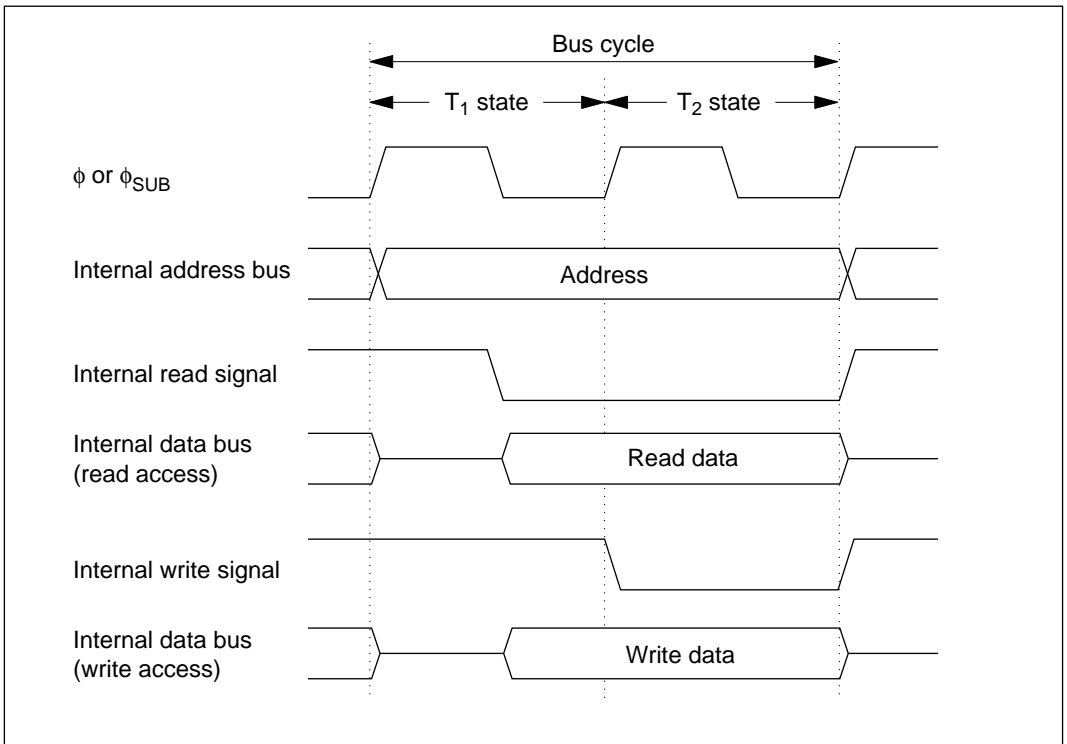 Bus cycle
T₁ state
T₂ state
ϕ or ϕSUB
Internal address bus
Address
Internal read signal
Internal data bus
(read access)
Read data
Internal write signal
Internal data bus
(write access)
Write data